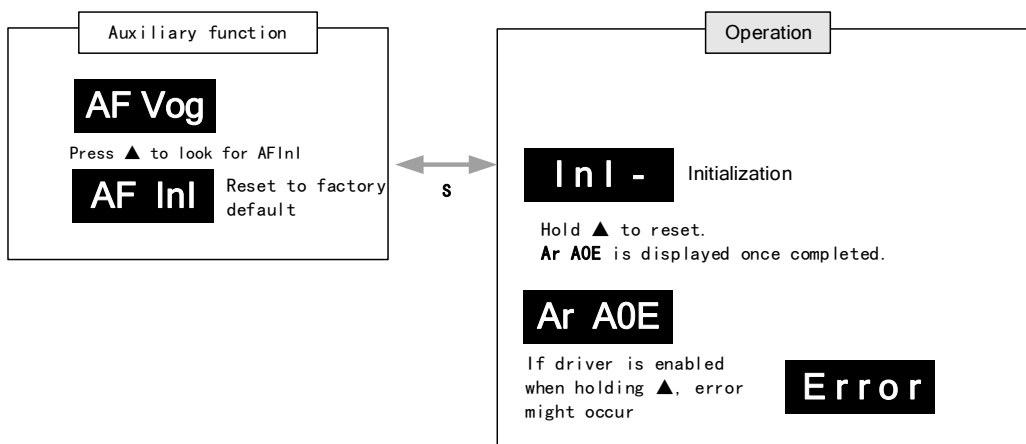 Auxiliary function
AF Vog
Press ▲ to look for AFInI
AF InI
Reset to factory
default
S
Operation
InI -
Initialization
Hold ▲ to reset.
Ar A0E is displayed once completed.
Ar A0E
If driver is enabled
when holding ▲, error
might occur
Error